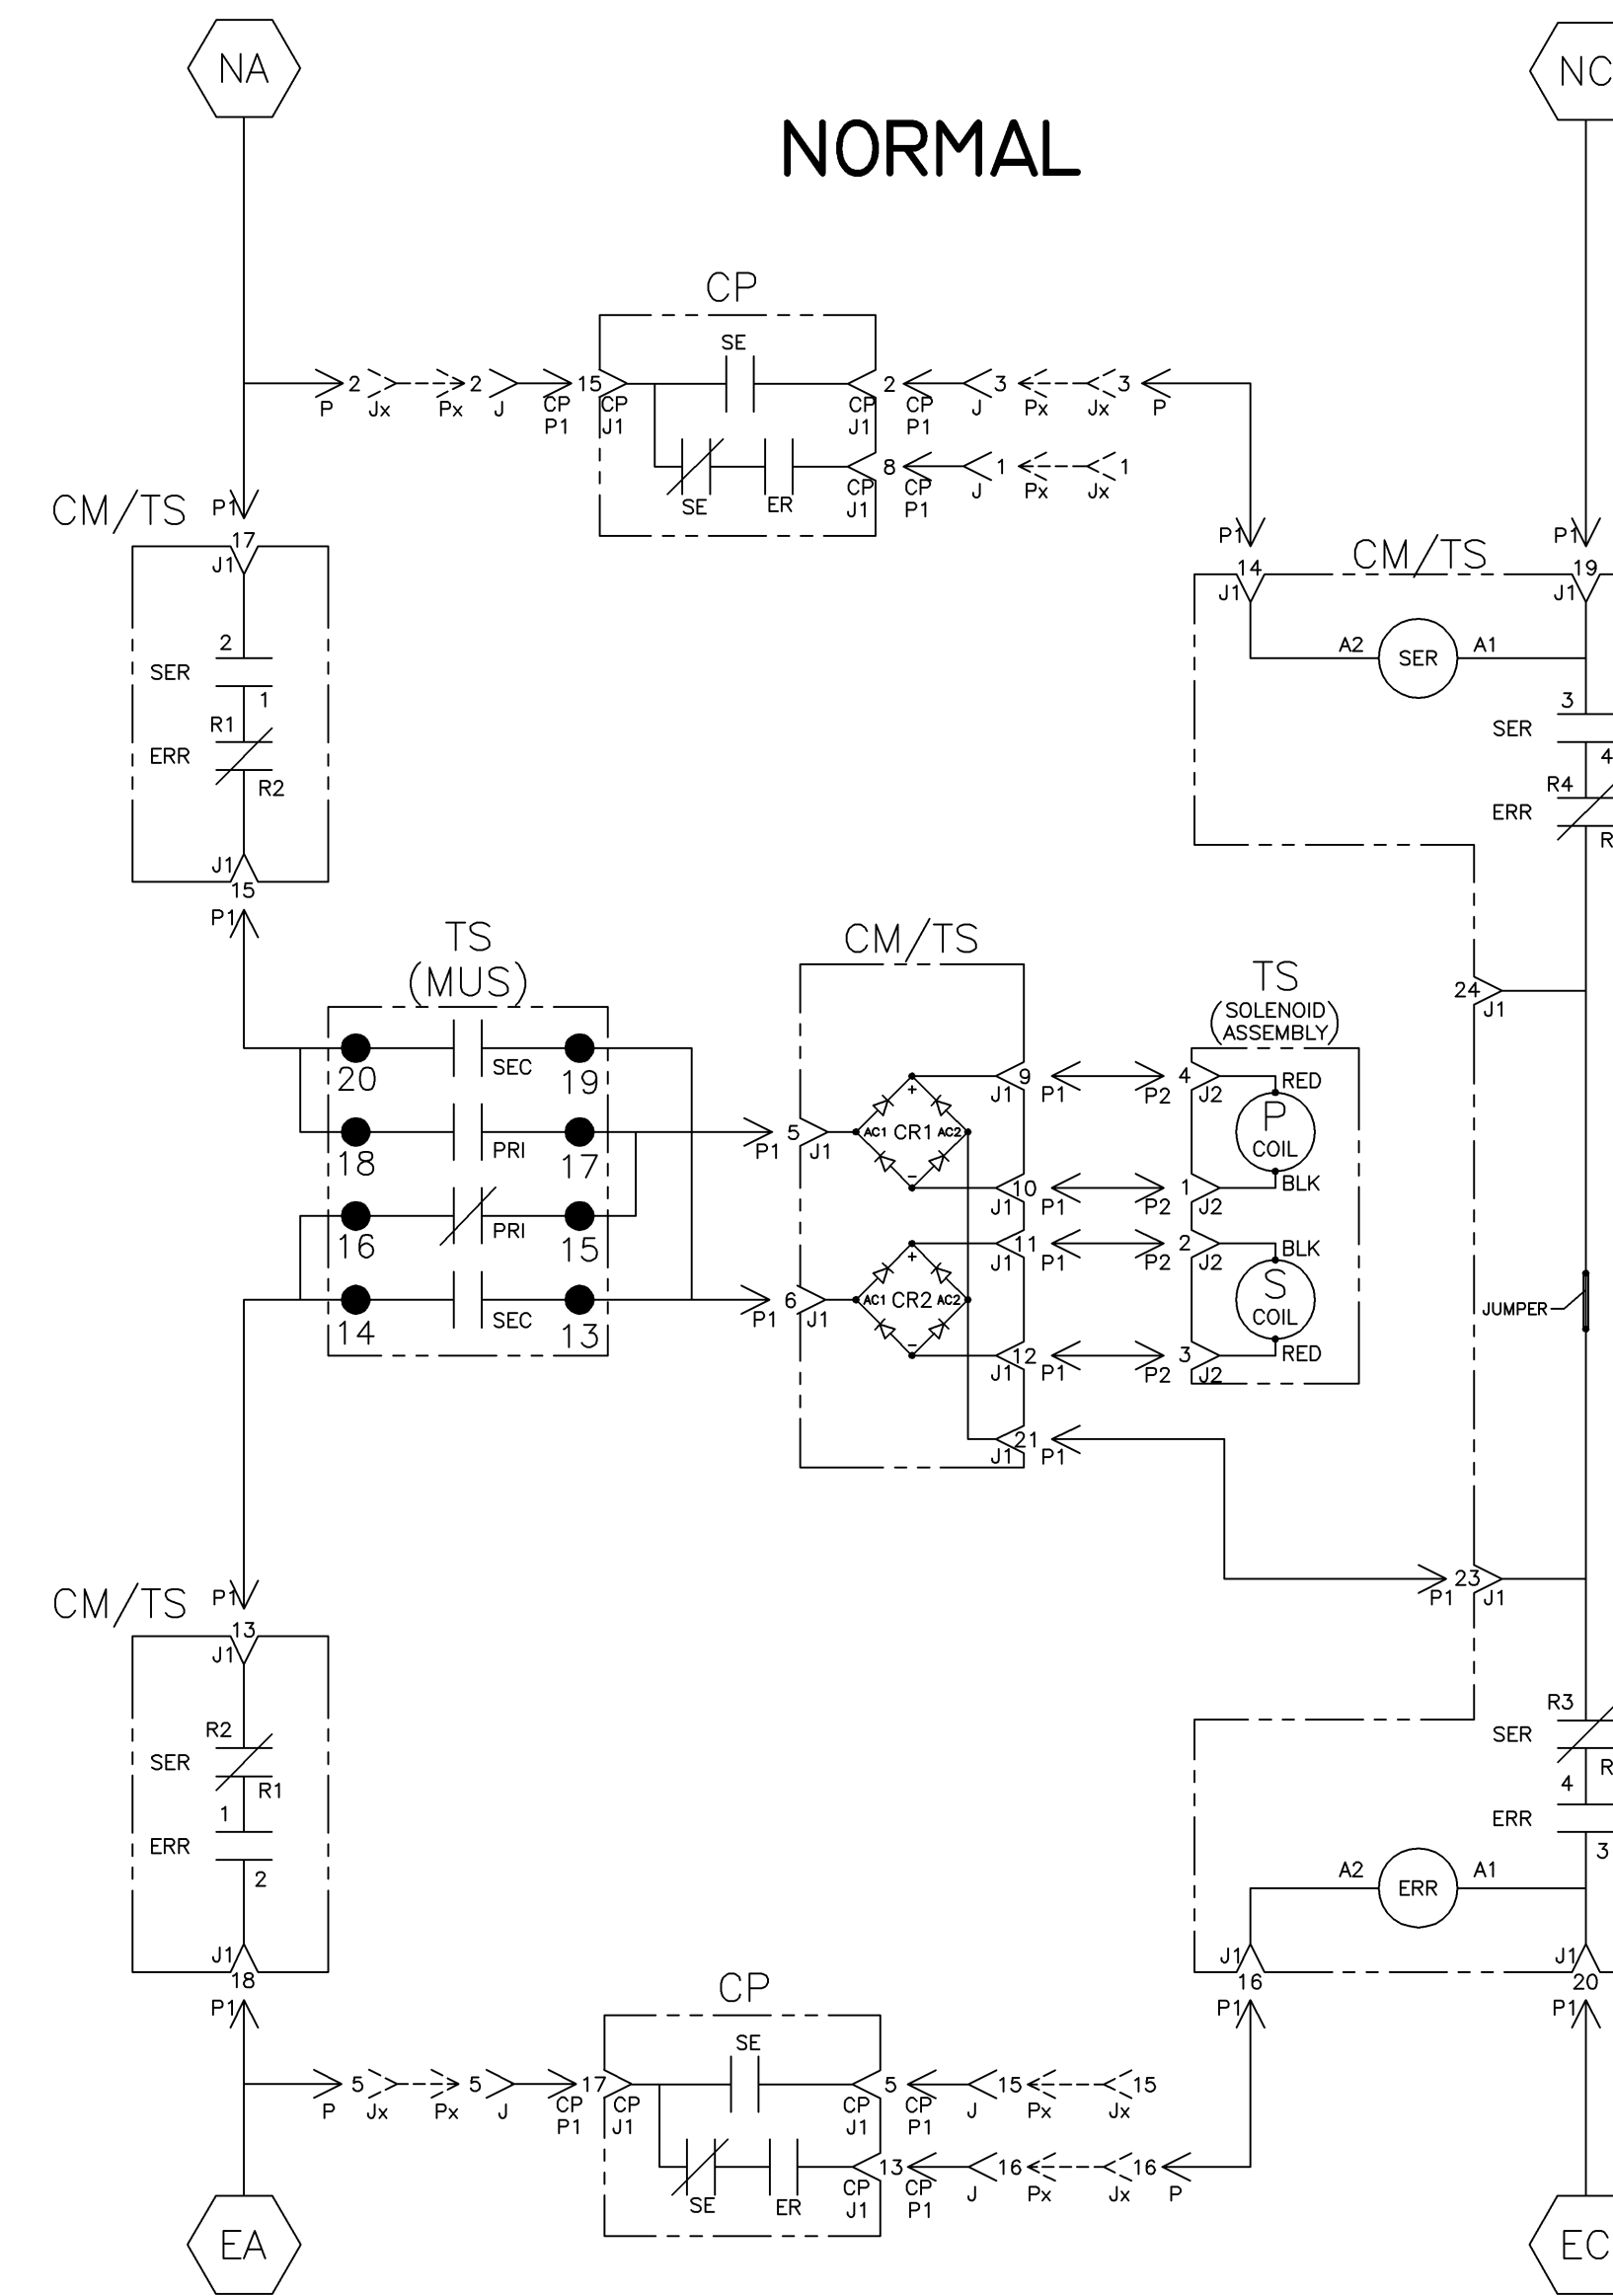 NA
NC
NORMAL
CP
SE
2 2 15 2 3 3
P Jx Px J CP CP CP CP J Px Jx P
P1 J1 J1 P1
8 1 1
SE ER CP CP J Px Jx
J1 P1
CM/TS P1
17
J1
2
SER
1
R1
ERR
R2
J1
15
P1
P1 CM/TS P1
14 19
J1 J1
A2 SER A1
3
SER
4
R4
ERR
R
TS
(MUS)
20 SEC 19
18 PRI 17
16 PRI 15
14 SEC 13
CM/TS
P1 5 J1
AC1 CR1 AC2
+
-
P1 6 J1
AC1 CR2 AC2
+
-
9
J1 P1 P2
10
J1 P1 P2
11
J1 P1 P2
12
J1 P1 P2
21
J1 P1
TS
(SOLENOID
ASSEMBLY)
4 J2 RED
P
COIL
1 J2 BLK
2 J2 BLK
S
COIL
3 J2 RED
24
J1
JUMPER
23
P1 J1
CM/TS P1
13
J1
R2
SER
R1
1
ERR
2
J1
18
P1
R3
SER
R
4
ERR
3
A2 ERR A1
J1 J1
16 20
P1 P1
CP
SE
5 5 17 5 15 15
P Jx Px J CP CP CP CP J Px Jx
P1 J1 J1 P1
13 16 16
SE ER CP CP J Px Jx P
J1 P1
EA
EC